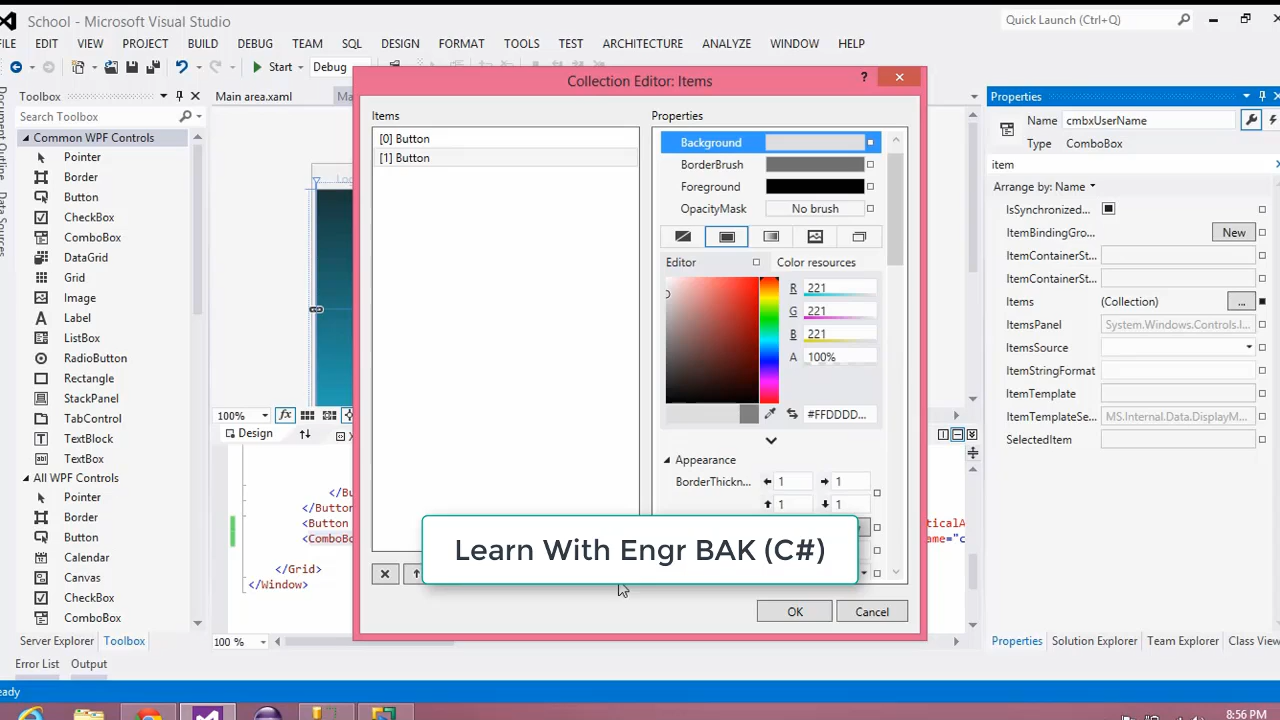 School - Microsoft Visual Studio
Quick Launch (Ctrl+Q)
FILE EDIT VIEW PROJECT BUILD DEBUG TEAM SQL DESIGN FORMAT TOOLS TEST ARCHITECTURE ANALYZE WINDOW HELP
Start Debug
Document Outline
Data Sources
Toolbox
Search Toolbox
Common WPF Controls
Pointer
Border
Button
CheckBox
ComboBox
DataGrid
Grid
Image
Label
ListBox
RadioButton
Rectangle
StackPanel
TabControl
TextBlock
TextBox
All WPF Controls
Pointer
Border
Button
Calendar
Canvas
CheckBox
ComboBox
Server Explorer Toolbox
Error List Output
Main area.xaml
100%
Design
</Button
<Button
<ComboBo
</Grid>
</Window>
100 %
Collection Editor: Items
?
Items
[0] Button
[1] Button
Properties
Background
BorderBrush
Foreground
OpacityMask No brush
Editor Color resources
R 221
G 221
B 221
A 100%
#FFDDDD...
Appearance
BorderThickn... 1 1
1 1
Learn With Engr BAK (C#)
OK Cancel
Properties
Name cmbxUserName
Type ComboBox
item
Arrange by: Name
IsSynchronized...
ItemBindingGro... New
ItemContainerSt...
ItemContainerSt...
Items (Collection) ...
ItemsPanel System.Windows.Controls.I...
ItemsSource
ItemStringFormat
ItemTemplate
ItemTemplateSe... MS.Internal.Data.DisplayM...
SelectedItem
Properties Solution Explorer Team Explorer Class View
8:56 PM